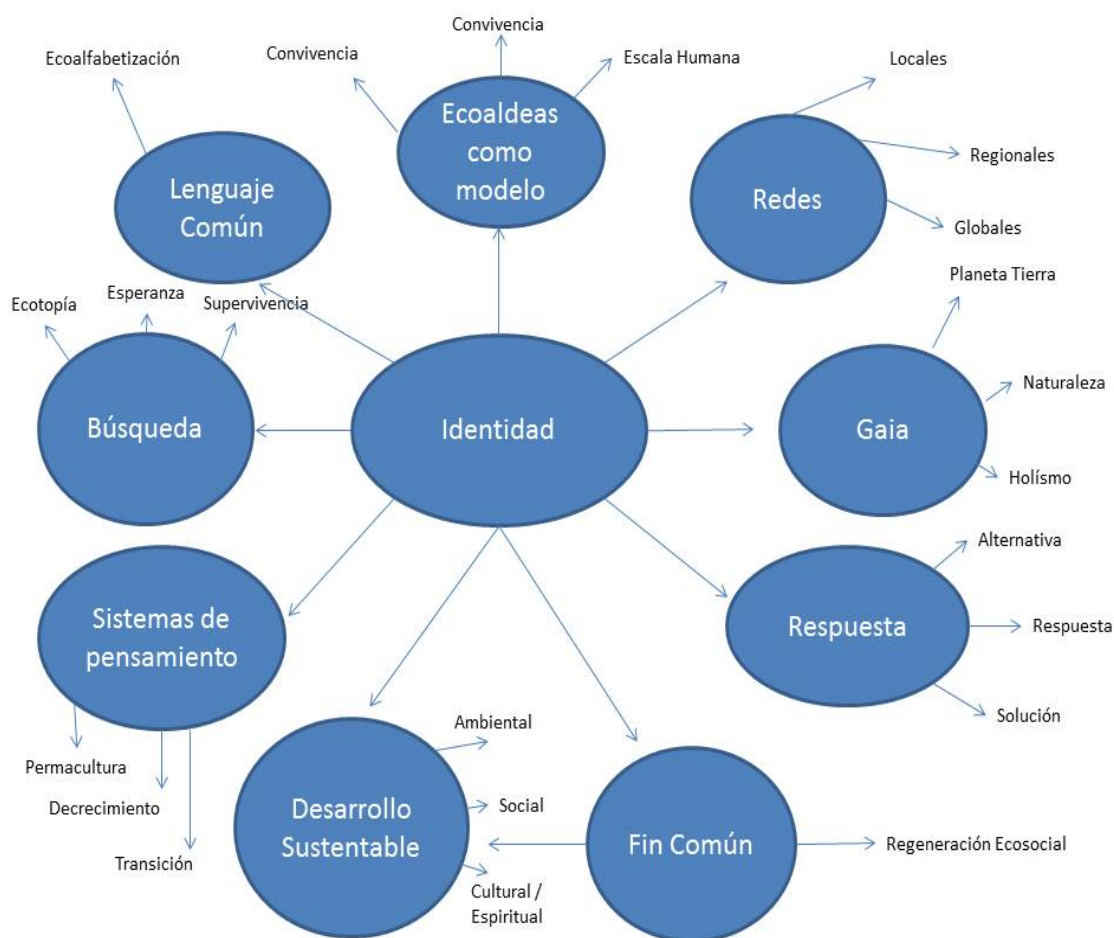 Convivencia
Ecoalfabetización
Convivencia
Escala Humana
Locales
Ecoaldeas
como
modelo
Regionales
Lenguaje
Común
Redes
Globales
Planeta Tierra
Ecotopía
Esperanza
Supervivencia
Naturaleza
Búsqueda
Identidad
Gaia
Holísmo
Alternativa
Sistemas de
pensamiento
Respuesta
Respuesta
Solución
Permacultura
Decrecimiento
Transición
Ambiental
Desarrollo
Sustentable
Social
Cultural /
Espiritual
Fin Común
Regeneración Ecosocial